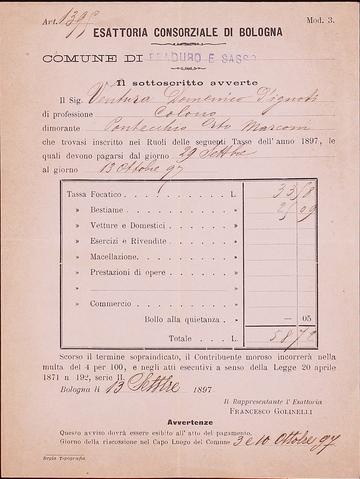 Art. 1395 Mod. 3.
ESATTORIA CONSORZIALE DI BOLOGNA
COMUNE DI PRADURO E SASSO
Il sottoscritto avverte
Il Sig. Ventura Domenico
di professione Colono
dimorante Pontecchio Marconi
che trovasi inscritto nei Ruoli delle seguenti Tasse dell'anno 1897, le
quali devono pagarsi dal giorno 29 Settbre
al giorno 13 Ottobre 97
Tassa Focatico L.
» Bestiame »
» Vetture e Domestici »
» Esercizi e Rivendite »
» Macellazione »
» Prestazioni di opere »
» »
» Commercio »
Bollo alla quietanza » — 05
Totale L.
Scorso il termine sopraindicato, il Contribuente moroso incorrerà nella
multa del 4 per 100, e negli atti esecutivi a senso della Legge 20 aprile
1871 n 192, serie II.
Bologna li 13 Settbre 1897
Il Rappresentante l'Esattoria
FRANCESCO GOLINELLI
Avvertenze
Questo avviso dovrà essere esibito all'atto del pagamento.
Giorno della riscossione nel Capo Luogo del Comune 3 e 10 Ottobre 97
Regia Tipografia